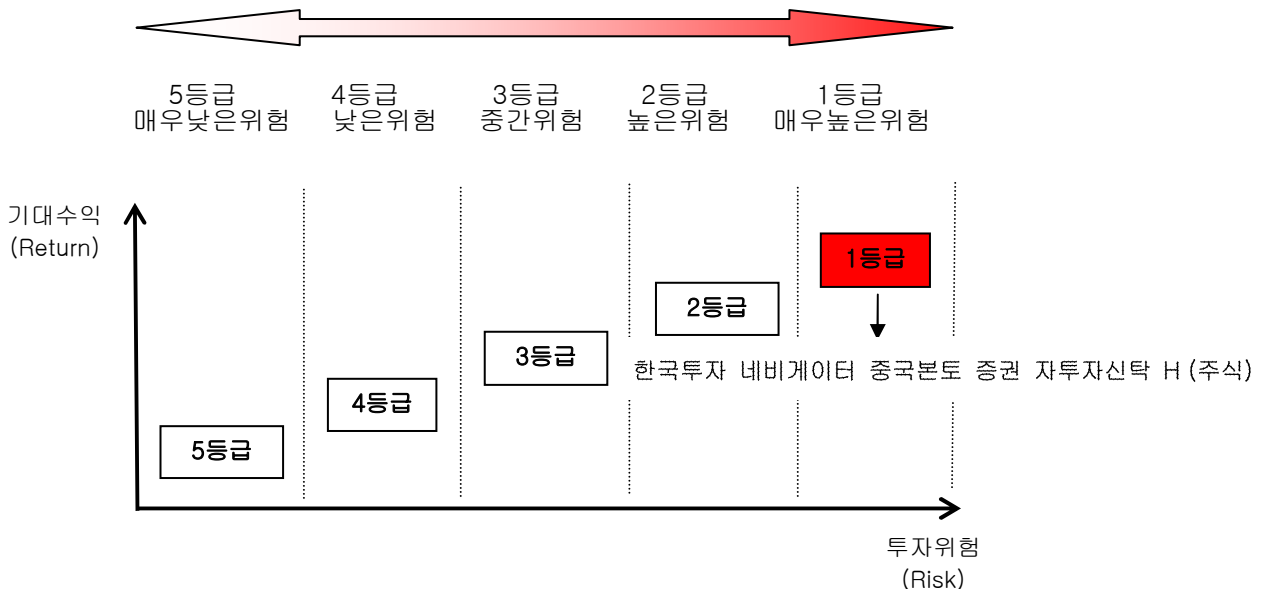 5등급
매우낮은위험
4등급
낮은위험
3등급
중간위험
2등급
높은위험
1등급
매우높은위험
기대수익
(Return)
1등급
2등급
3등급
한국투자 네비게이터 중국본토 증권 자투자신탁 H (주식)
4등급
5등급
투자위험
(Risk)